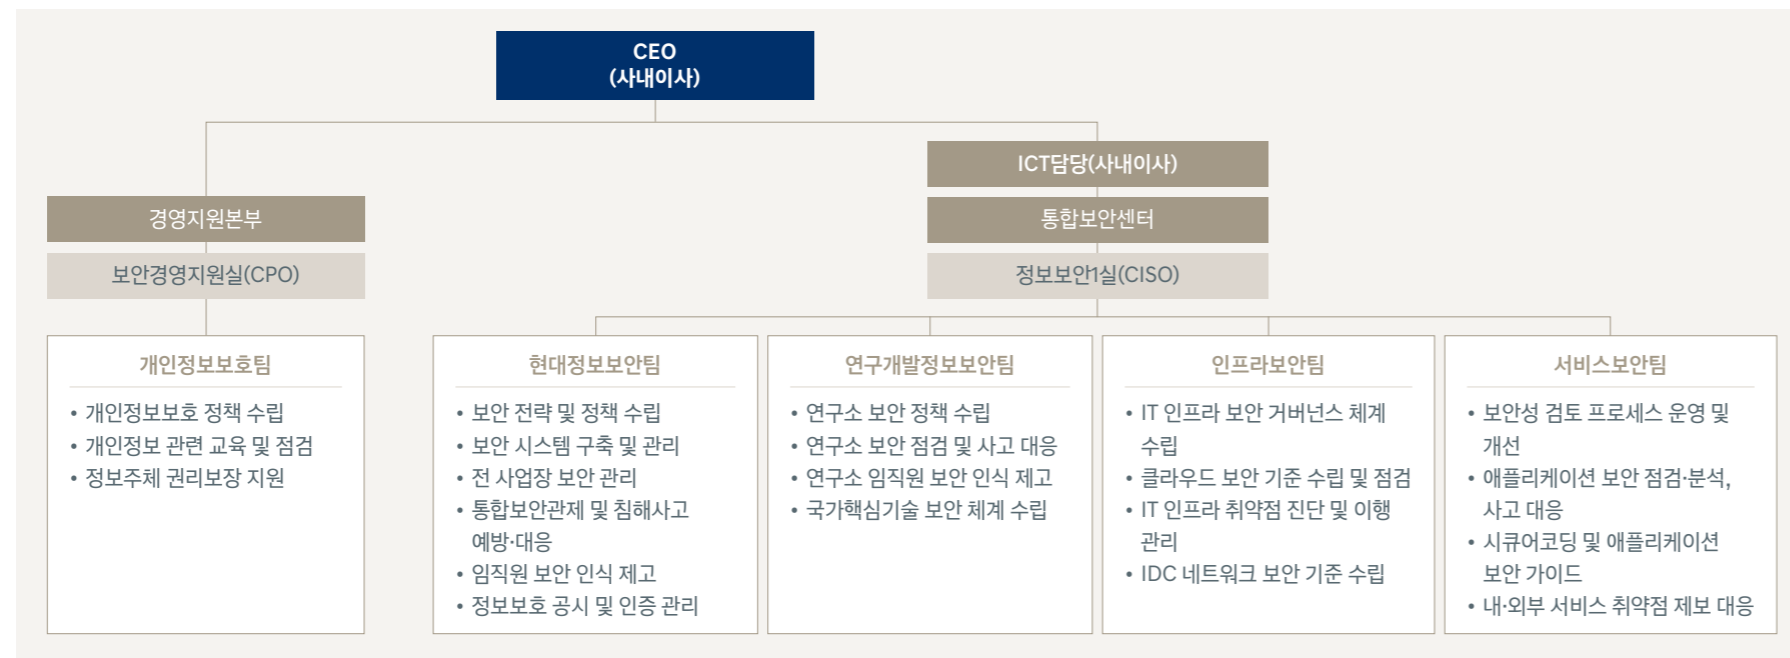 CEO
(사내이사)
ICT담당(사내이사)
경영지원본부
통합보안센터
보안경영지원실(CPO)
정보보안1실(CISO)
개인정보보호팀
• 개인정보보호 정책 수립
• 개인정보 관련 교육 및 점검
• 정보주체 권리보장 지원
현대정보보안팀
• 보안 전략 및 정책 수립
• 보안 시스템 구축 및 관리
• 전 사업장 보안 관리
• 통합보안관제 및 침해사고
예방·대응
• 임직원 보안 인식 제고
• 정보보호 공시 및 인증 관리
연구개발정보보안팀
• 연구소 보안 정책 수립
• 연구소 보안 점검 및 사고 대응
• 연구소 임직원 보안 인식 제고
• 국가핵심기술 보안 체계 수립
인프라보안팀
• IT 인프라 보안 거버넌스 체계
수립
• 클라우드 보안 기준 수립 및 점검
• IT 인프라 취약점 진단 및 이행
관리
• IDC 네트워크 보안 기준 수립
서비스보안팀
• 보안성 검토 프로세스 운영 및
개선
• 애플리케이션 보안 점검·분석,
사고 대응
• 시큐어코딩 및 애플리케이션
보안 가이드
• 내·외부 서비스 취약점 제보 대응